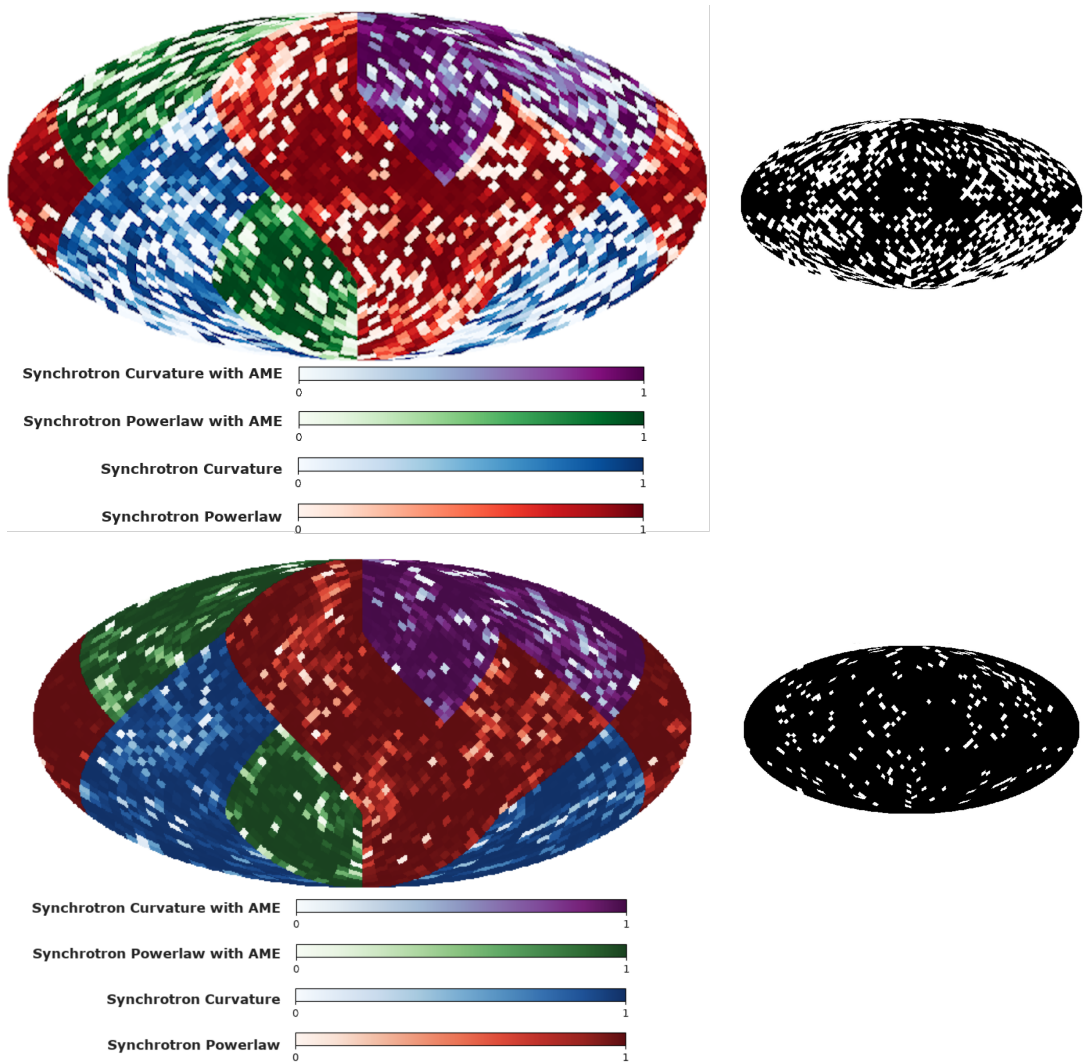 Synchrotron Curvature with AME
0 1
Synchrotron Powerlaw with AME
0 1
Synchrotron Curvature
0 1
Synchrotron Powerlaw
0 1
Synchrotron Curvature with AME
0 1
Synchrotron Powerlaw with AME
0 1
Synchrotron Curvature
0 1
Synchrotron Powerlaw
0 1